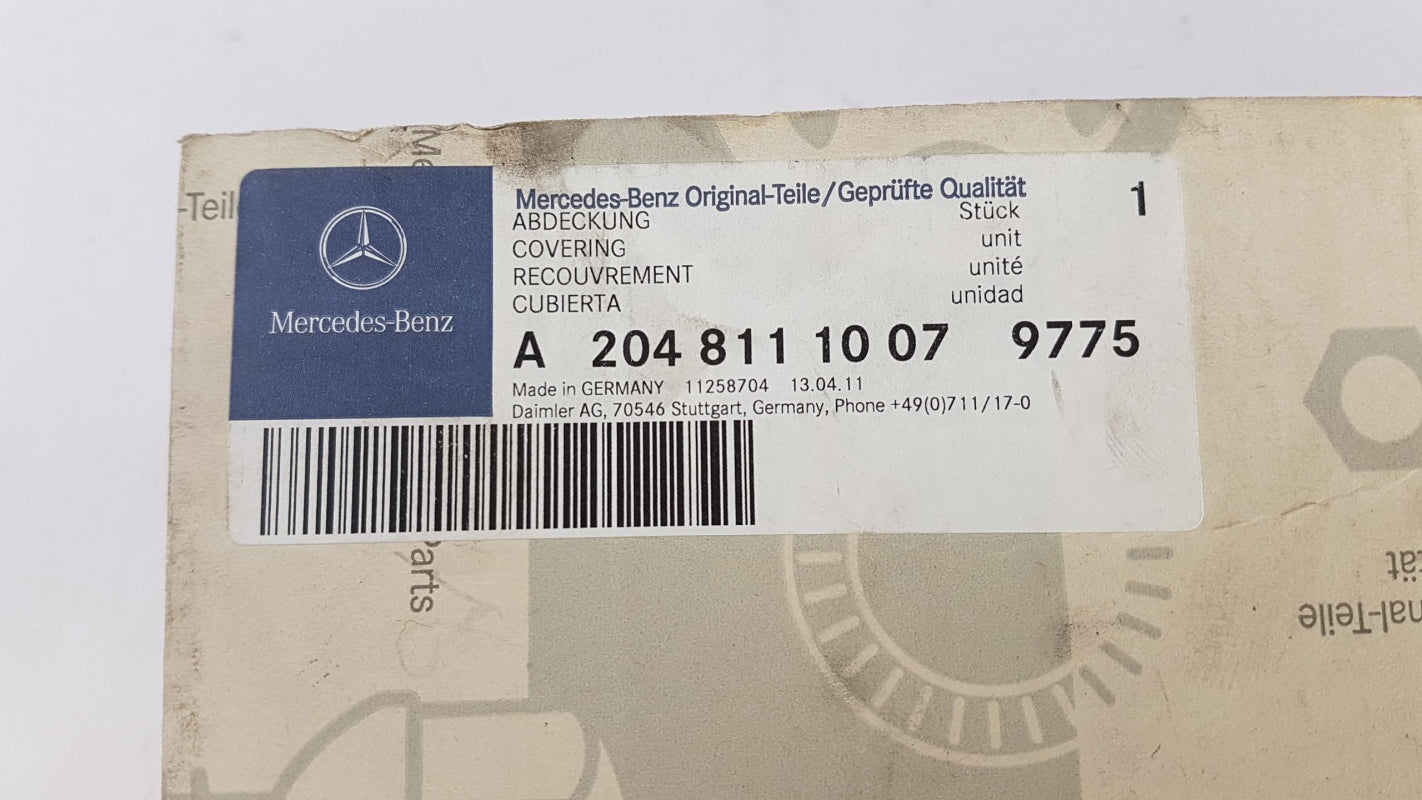 -Teil
Mercedes-Benz
Mercedes-Benz Original-Teile/Geprüfte Qualität 1
ABDECKUNG Stück
COVERING unit
RECOUVREMENT unité
CUBIERTA unidad
A 204 811 10 07 9775
Made in GERMANY 11258704 13.04.11
Daimler AG, 70546 Stuttgart, Germany, Phone +49(0)711/17-0
Parts
nal-Teile
tät